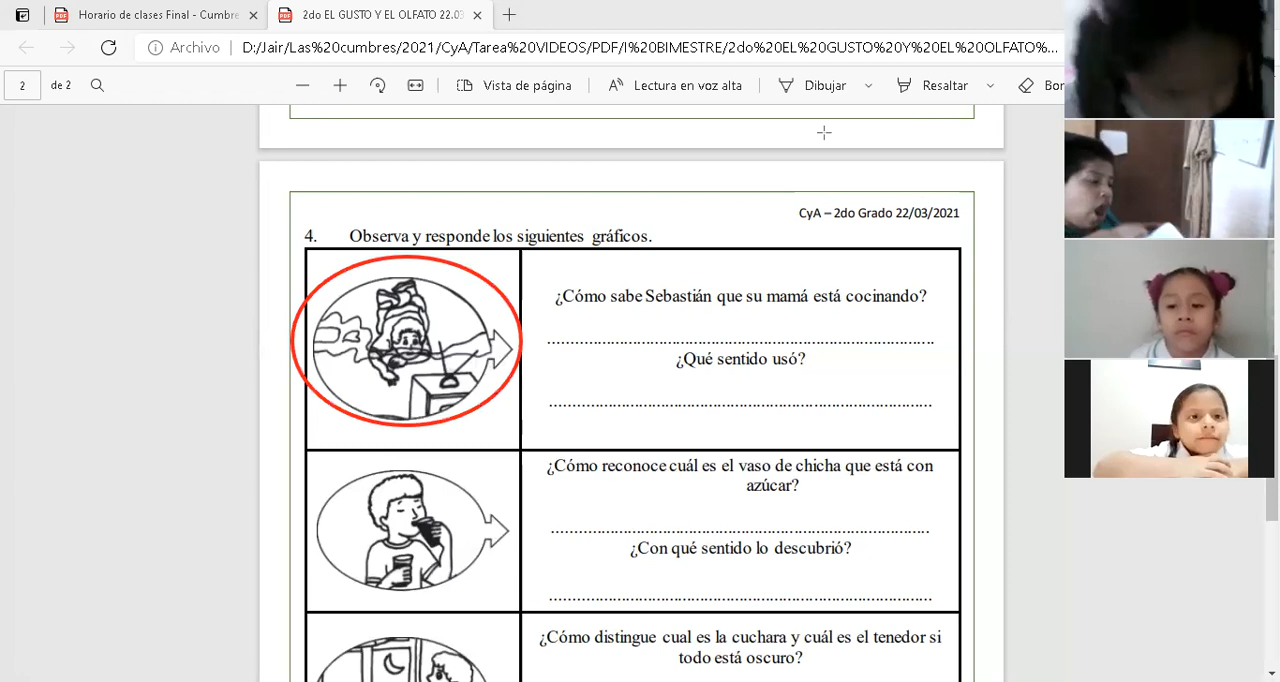 Horario de clases Final - Cumbre
2do EL GUSTO Y EL OLFATO 22.03
Archivo
D:/Jair/Las%20cumbres/2021/CyA/Tarea%20VIDEOS/PDF/I%20BIMESTRE/2do%20EL%20GUSTO%20Y%20EL%20OLFATO%...
2
de 2
Vista de página
Lectura en voz alta
Dibujar
Resaltar
Bor
CyA – 2do Grado 22/03/2021
4. Observa y responde los siguientes gráficos.
¿Cómo sabe Sebastián que su mamá está cocinando?
¿Qué sentido usó?
¿Cómo reconoce cuál es el vaso de chicha que está con
azúcar?
¿Con qué sentido lo descubrió?
¿Cómo distingue cual es la cuchara y cuál es el tenedor si
todo está oscuro?